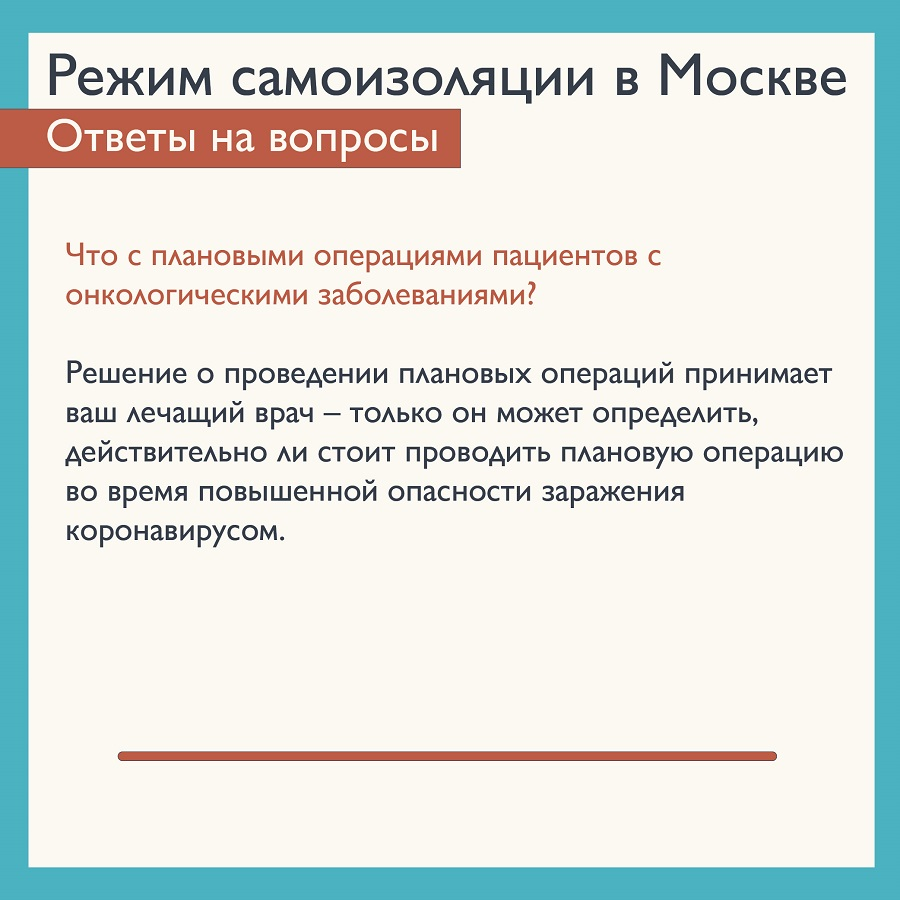 Режим самоизоляции в Москве
Ответы на вопросы
Что с плановыми операциями пациентов с
онкологическими заболеваниями?
Решение о проведении плановых операций принимает
ваш лечащий врач – только он может определить,
действительно ли стоит проводить плановую операцию
во время повышенной опасности заражения
коронавирусом.